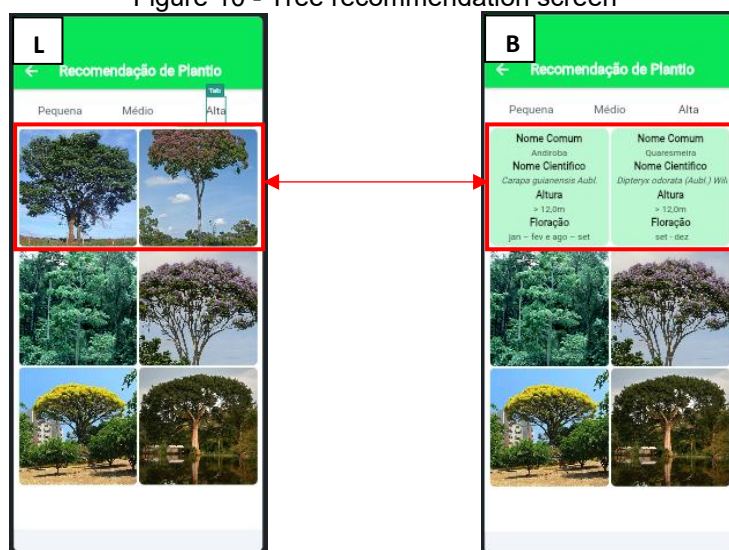 Figure 10 - Tree recommendation screen
L
← Recomendação de Plantio
Tab
Pequena Médio Alta
B
← Recomendação de Plantio
Pequena Médio Alta
Nome Comum
Andiroba
Nome Científico
Carapa guianensis Aubl.
Altura
> 12,0m
Floração
jan – fev e ago – set
Nome Comum
Quaresmeira
Nome Científico
Dipteryx odorata (Aubl.) Will
Altura
> 12,0m
Floração
set - dez